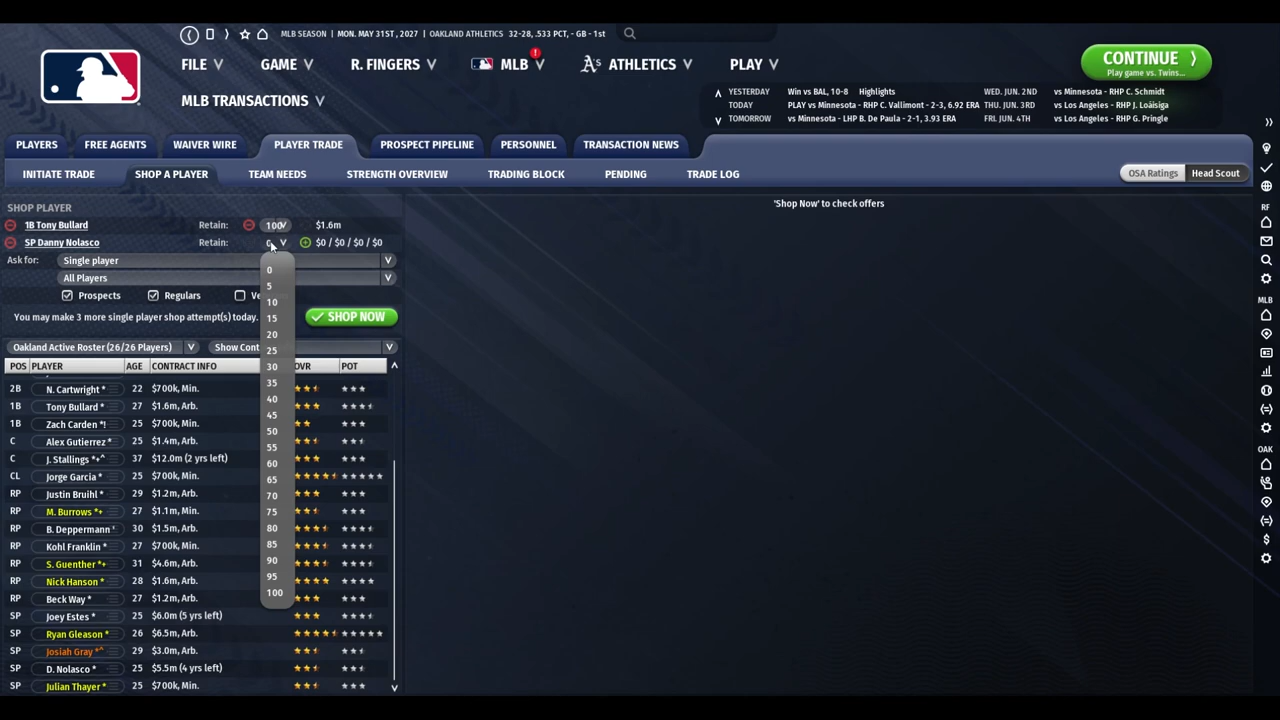 MLB SEASON | MON. MAY 31ST, 2027 | OAKLAND ATHLETICS 32-28, .533 PCT, - GB - 1st
FILE GAME R. FINGERS MLB ! A's ATHLETICS PLAY
CONTINUE
Play game vs. Twins...
MLB TRANSACTIONS
YESTERDAY Win vs BAL, 10-8 Highlights WED. JUN. 2ND vs Minnesota - RHP C. Schmidt
TODAY PLAY vs Minnesota - RHP C. Vallimont - 2-3, 6.92 ERA THU. JUN. 3RD vs Los Angeles - RHP J. Loáisiga
TOMORROW vs Minnesota - LHP B. De Paula - 2-1, 3.93 ERA FRI. JUN. 4TH vs Los Angeles - RHP G. Pringle
PLAYERS FREE AGENTS WAIVER WIRE PLAYER TRADE PROSPECT PIPELINE PERSONNEL TRANSACTION NEWS
INITIATE TRADE SHOP A PLAYER TEAM NEEDS STRENGTH OVERVIEW TRADING BLOCK PENDING TRADE LOG OSA Ratings Head Scout
SHOP PLAYER
'Shop Now' to check offers
1B Tony Bullard Retain: 100 $1.6m
SP Danny Nolasco Retain: $0 / $0 / $0 / $0
Ask for: Single player
All Players
Prospects Regulars Ve
You may make 3 more single player shop attempt(s) today. SHOP NOW
0
5
10
15
20
25
30
35
40
45
50
55
60
65
70
75
80
85
90
95
100
Oakland Active Roster (26/26 Players) Show Cont
POS PLAYER AGE CONTRACT INFO OVR POT
2B N. Cartwright * 22 $700k, Min.
1B Tony Bullard * 27 $1.6m, Arb.
1B Zach Carden *! 25 $700k, Min.
C Alex Gutierrez * 25 $1.4m, Arb.
C J. Stallings *+^ 37 $12.0m (2 yrs left)
CL Jorge Garcia * 25 $700k, Min.
RP Justin Bruihl * 29 $1.2m, Arb.
RP M. Burrows *+ 27 $1.1m, Arb.
RP B. Deppermann 30 $1.5m, Arb.
RP Kohl Franklin * 27 $700k, Min.
RP S. Guenther *+ 31 $4.6m, Arb.
RP Nick Hanson * 28 $1.6m, Arb.
RP Beck Way * 27 $1.2m, Arb.
SP Joey Estes * 25 $6.0m (5 yrs left)
SP Ryan Gleason * 26 $6.5m, Arb.
SP Josiah Gray *^ 29 $3.0m, Arb.
SP D. Nolasco * 25 $5.5m (4 yrs left)
SP Julian Thayer * 25 $700k, Min.
RF
MLB
OAK